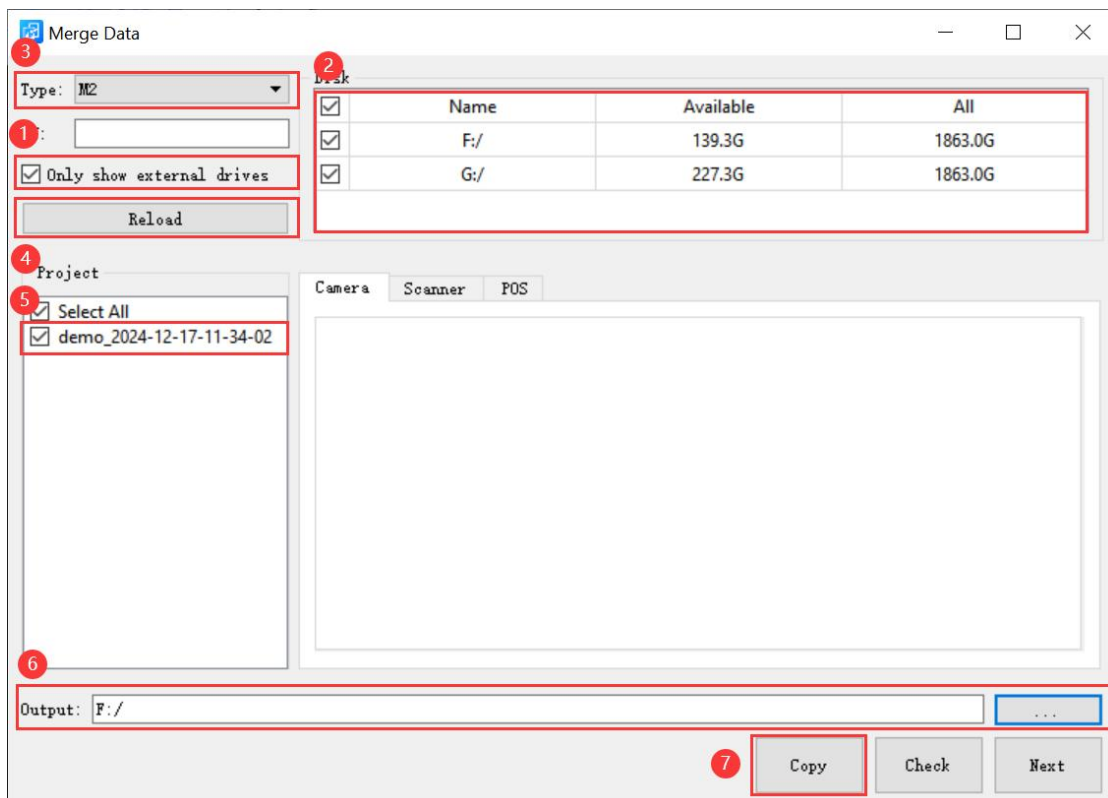 Merge Data
3
2
Type: M2
Disk
Name Available All
1
F:/ 139.3G 1863.0G
Only show external drives
G:/ 227.3G 1863.0G
Reload
4
Project
Camera Scanner POS
5
Select All
demo_2024-12-17-11-34-02
6
Output: F:/ ...
7
Copy Check Next